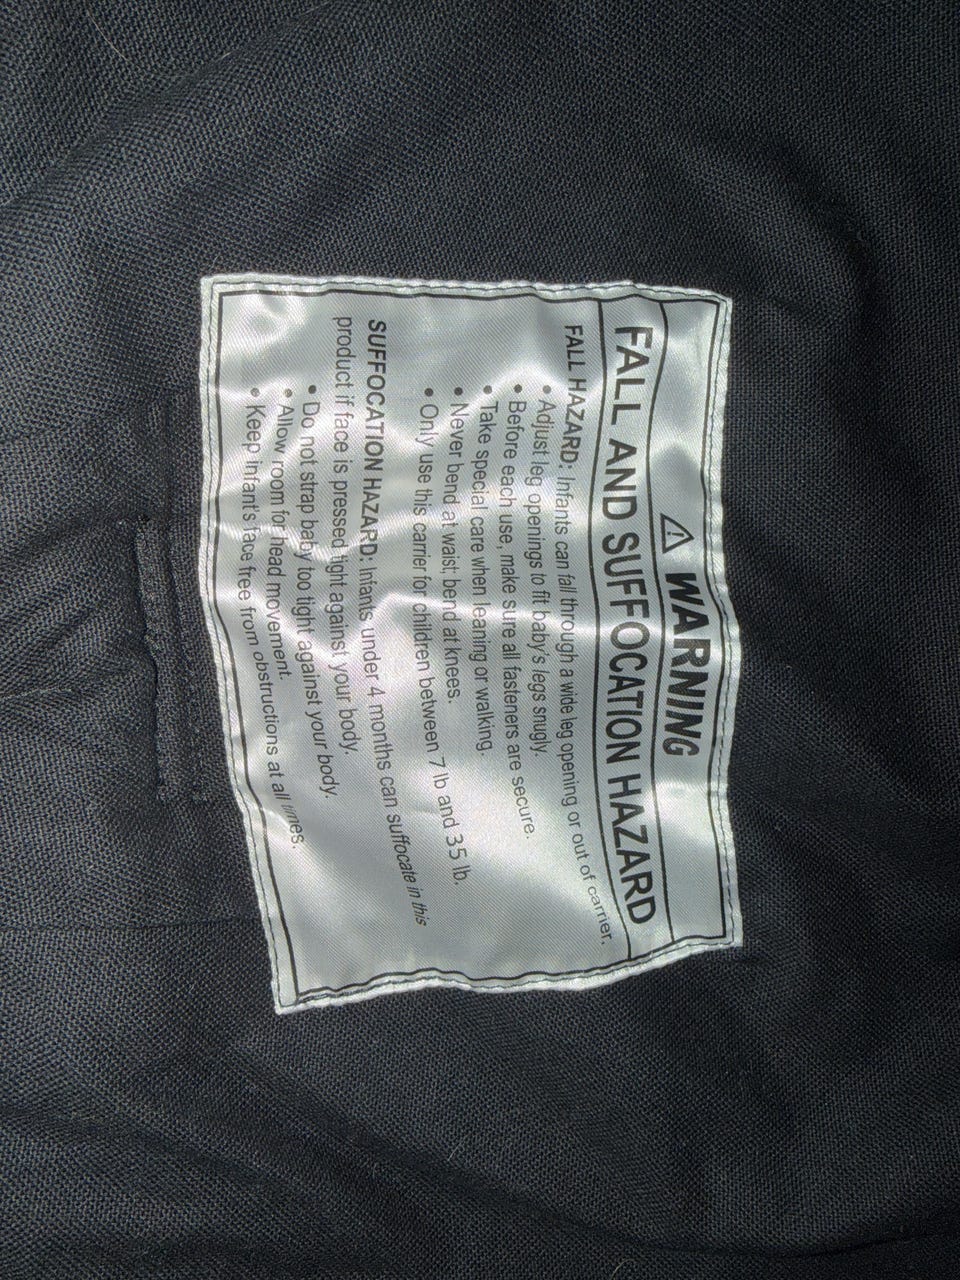 ⚠ WARNING
FALL AND SUFFOCATION HAZARD
FALL HAZARD: Infants can fall through a wide leg opening or out of carrier.
• Adjust leg openings to fit baby's legs snugly.
• Before each use, make sure all fasteners are secure.
• Take special care when leaning or walking.
• Never bend at waist; bend at knees.
• Only use this carrier for children between 7 lb and 35 lb.
SUFFOCATION HAZARD: Infants under 4 months can suffocate in this
product if face is pressed tight against your body.
• Do not strap baby too tight against your body.
• Allow room for head movement.
• Keep infant's face free from obstructions at all times.